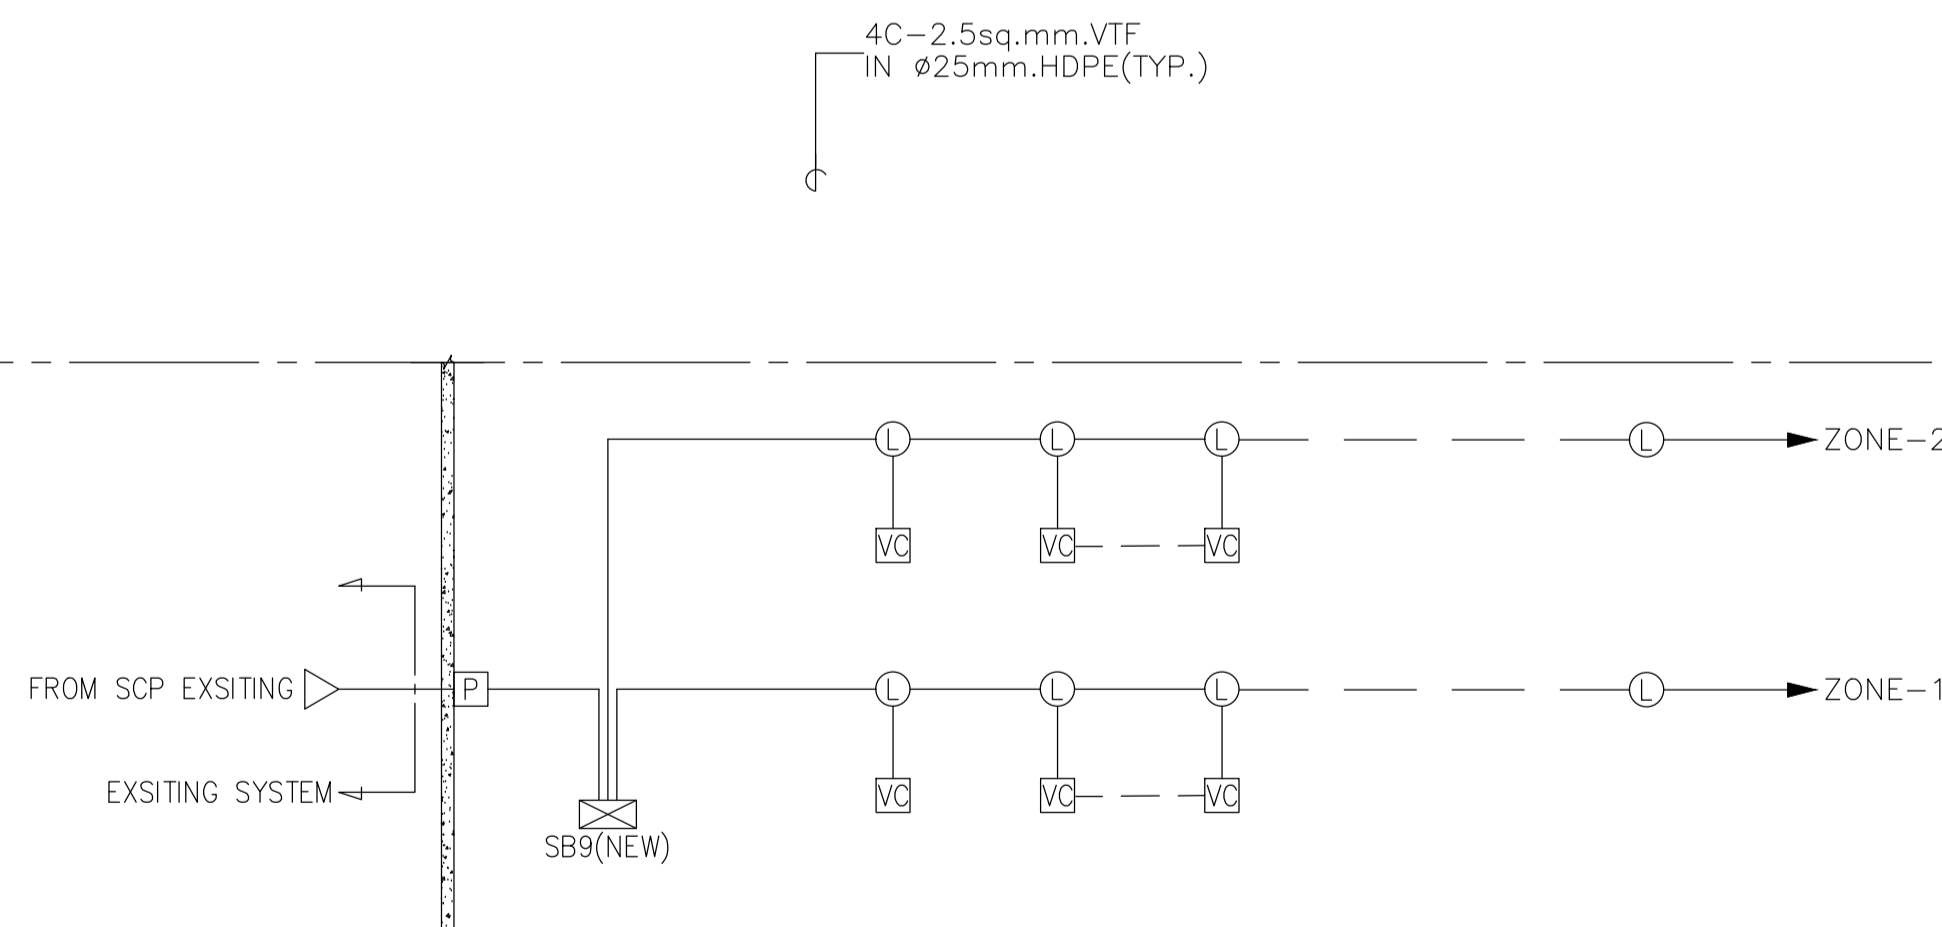 4C-2.5sq.mm.VTF
IN ø25mm.HDPE(TYP.)
L L L L ZONE-2
VC VC VC
FROM SCP EXSITING P L L L L ZONE-1
EXSITING SYSTEM VC VC VC
SB9(NEW)